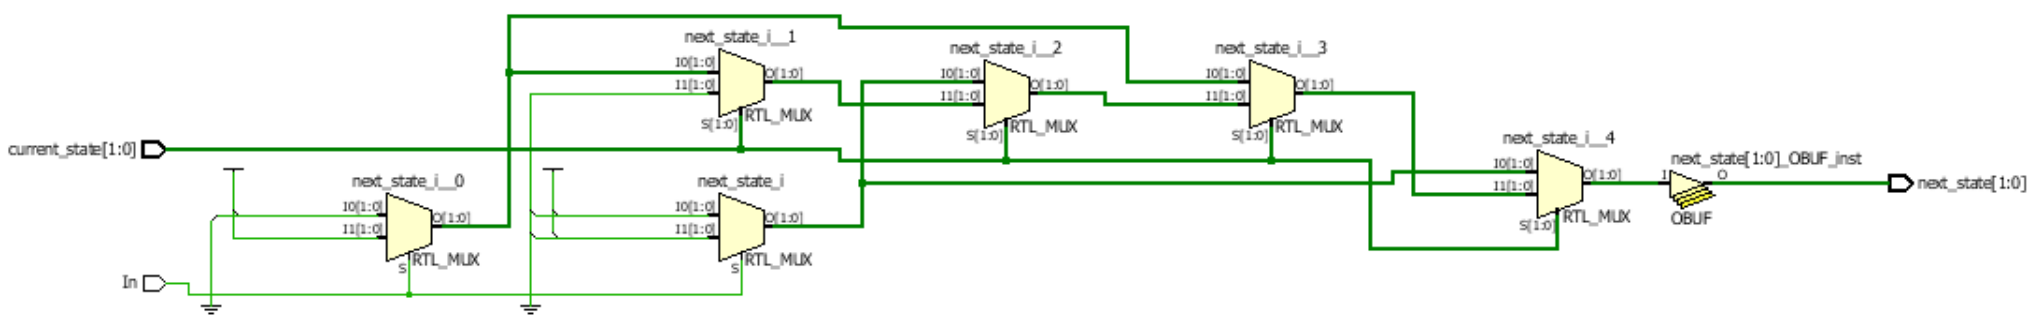 next_state_i__1
I0[1:0]
I1[1:0]
O[1:0]
S[1:0]
RTL_MUX
next_state_i__2
I0[1:0]
I1[1:0]
O[1:0]
S[1:0]
RTL_MUX
next_state_i__3
I0[1:0]
I1[1:0]
O[1:0]
S[1:0]
RTL_MUX
current_state[1:0]
next_state_i__0
I0[1:0]
I1[1:0]
O[1:0]
S
RTL_MUX
next_state_i
I0[1:0]
I1[1:0]
O[1:0]
S
RTL_MUX
next_state_i__4
I0[1:0]
I1[1:0]
O[1:0]
S[1:0]
RTL_MUX
next_state[1:0]_OBUF_inst
I
O
OBUF
next_state[1:0]
In